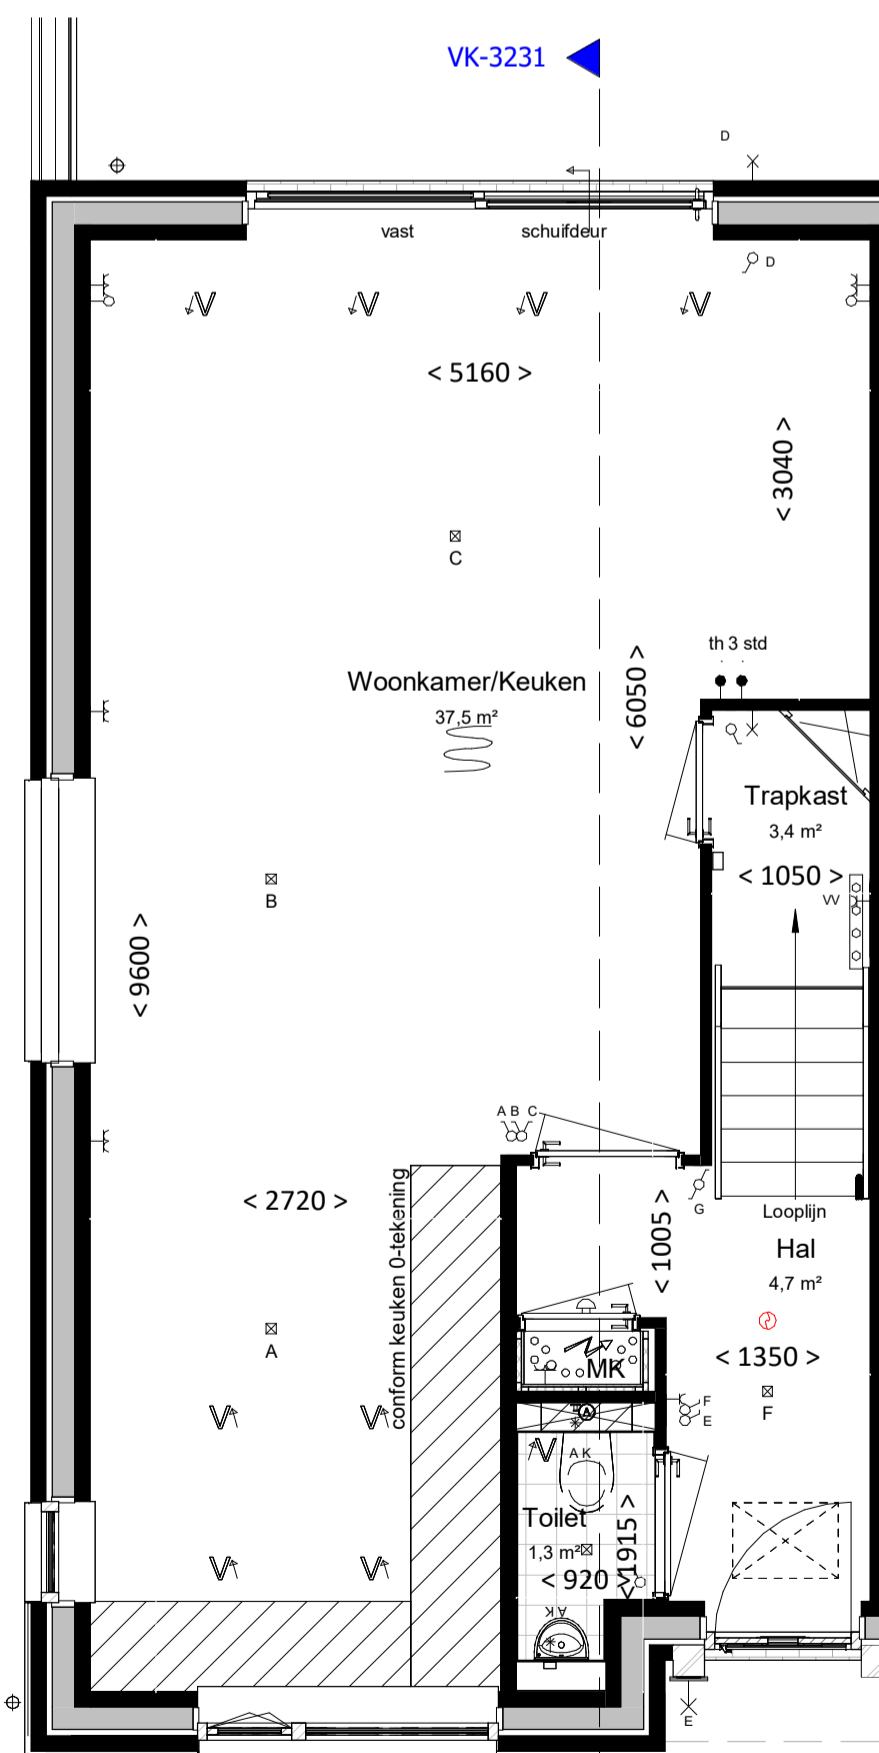 VK-3231
D
vast
schuifdeur
D
< 5160 >
< 3040 >
C
th 3 std
Woonkamer/Keuken
37,5 m²
< 6050 >
Trapkast
3,4 m²
< 1050 >
VV
B
< 9600 >
A B C
< 2720 >
conform keuken 0-tekening
G
< 1005 >
Looplijn
Hal
4,7 m²
A
< 1350 >
MK
F
E
F
A
A K
Toilet
1,3 m²
< 1915 >
< 920 >
A K
E